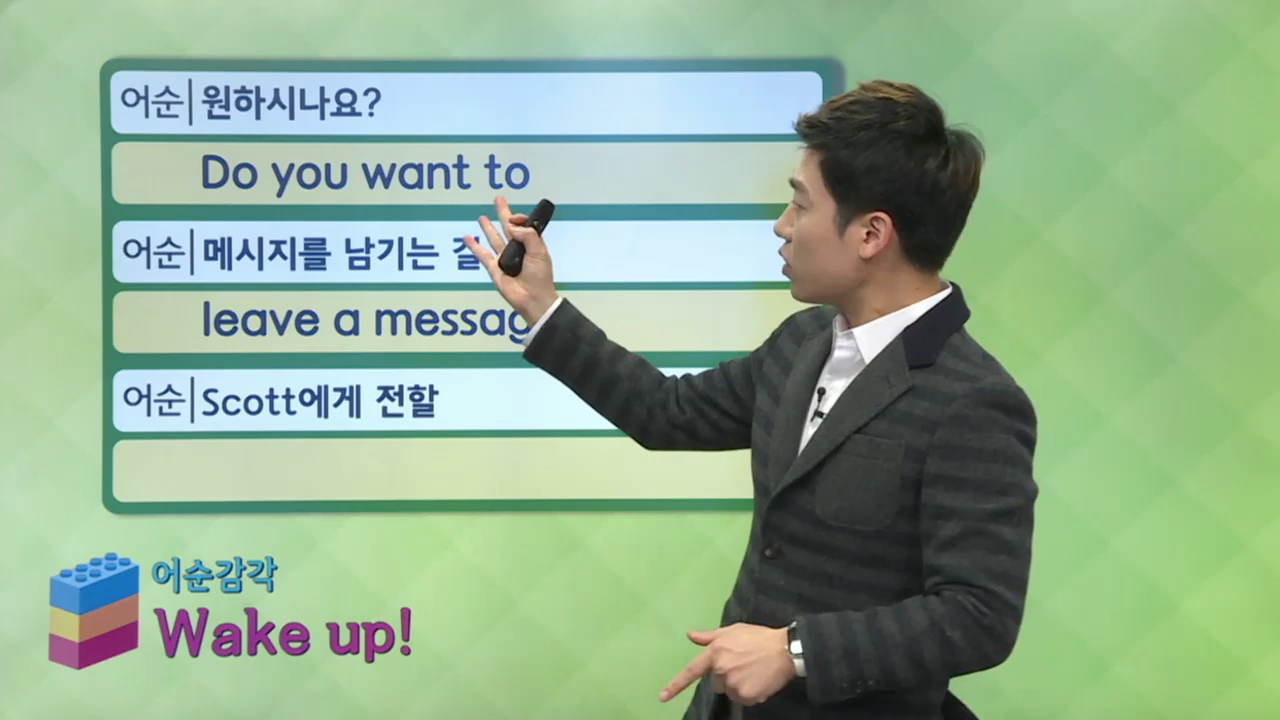 어순 | 원하시나요?
Do you want to
어순 | 메시지를 남기는
leave a
어순 | Scott에게 전할
어순감각
Wake up!